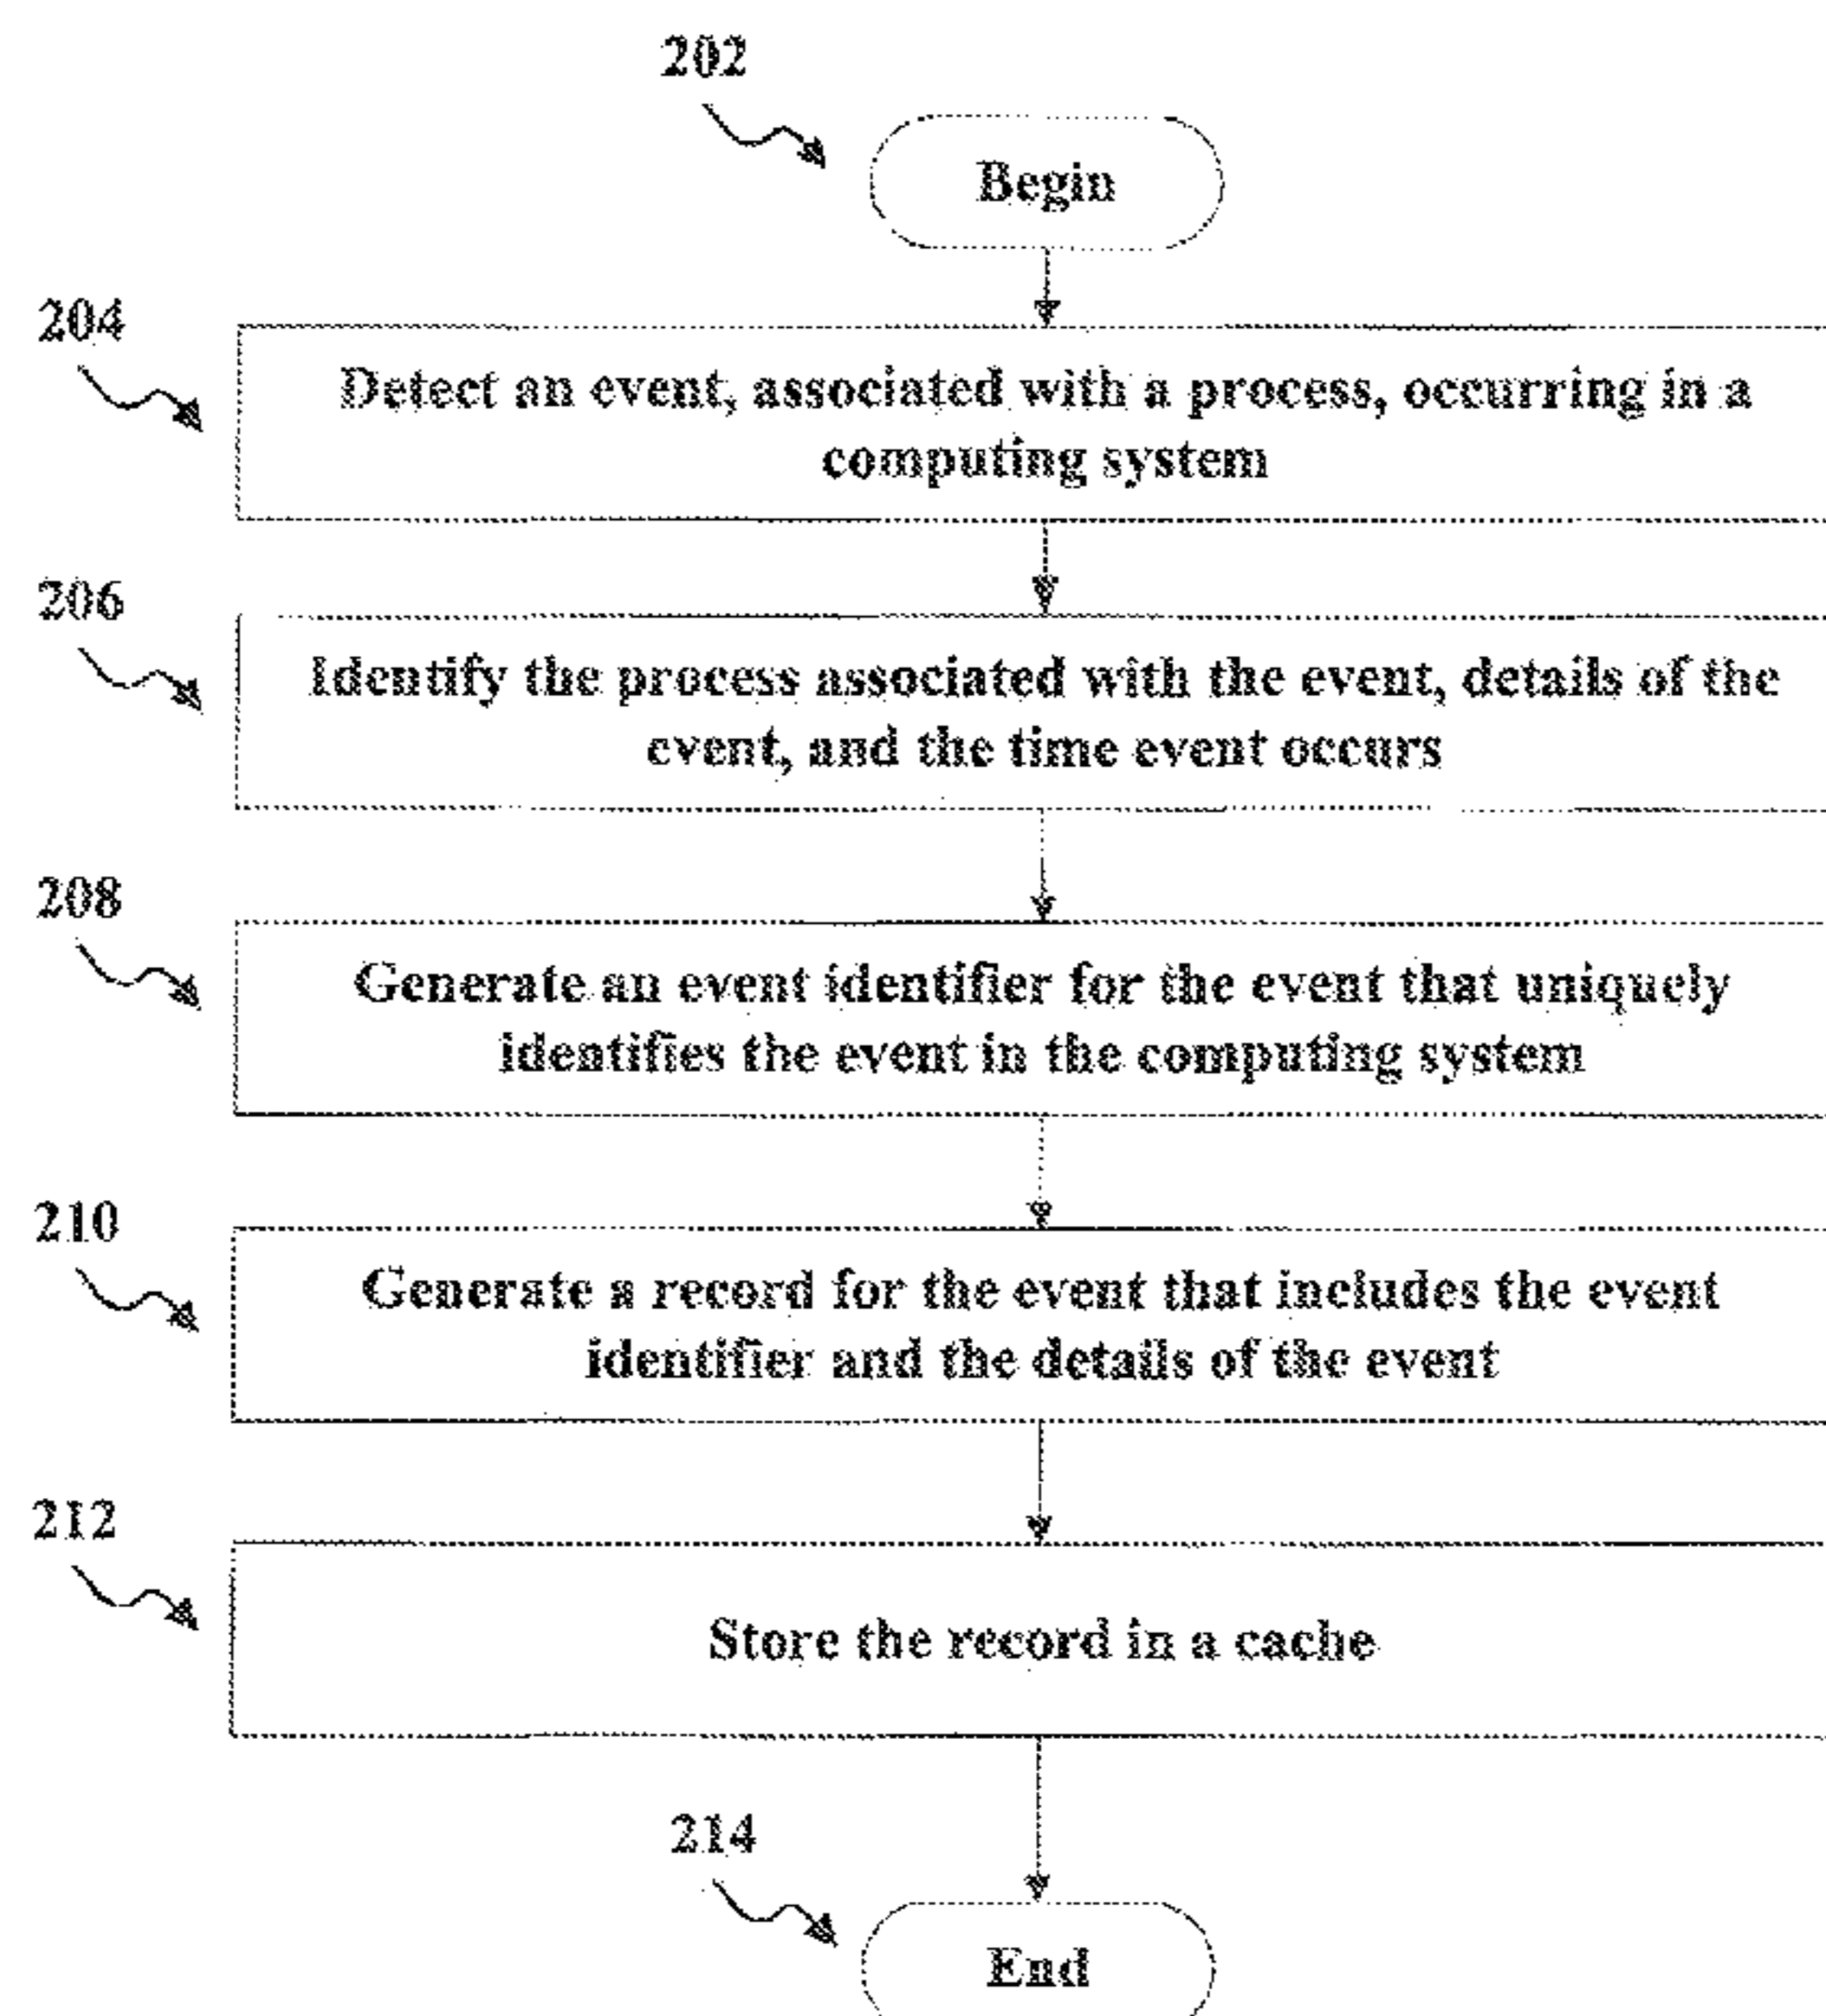 202
Begin
204
Detect an event, associated with a process, occurring in a
computing system
206
Identify the process associated with the event, details of the
event, and the time event occurs
208
Generate an event identifier for the event that uniquely
identifies the event in the computing system
210
Generate a record for the event that includes the event
identifier and the details of the event
212
Store the record in a cache
214
End